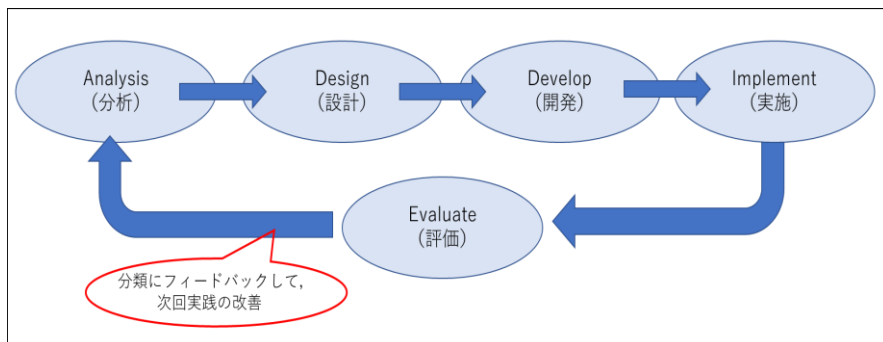 Analysis
（分析）
Design
（設計）
Develop
（開発）
Implement
（実施）
Evaluate
（評価）
分類にフィードバックして，
次回実践の改善